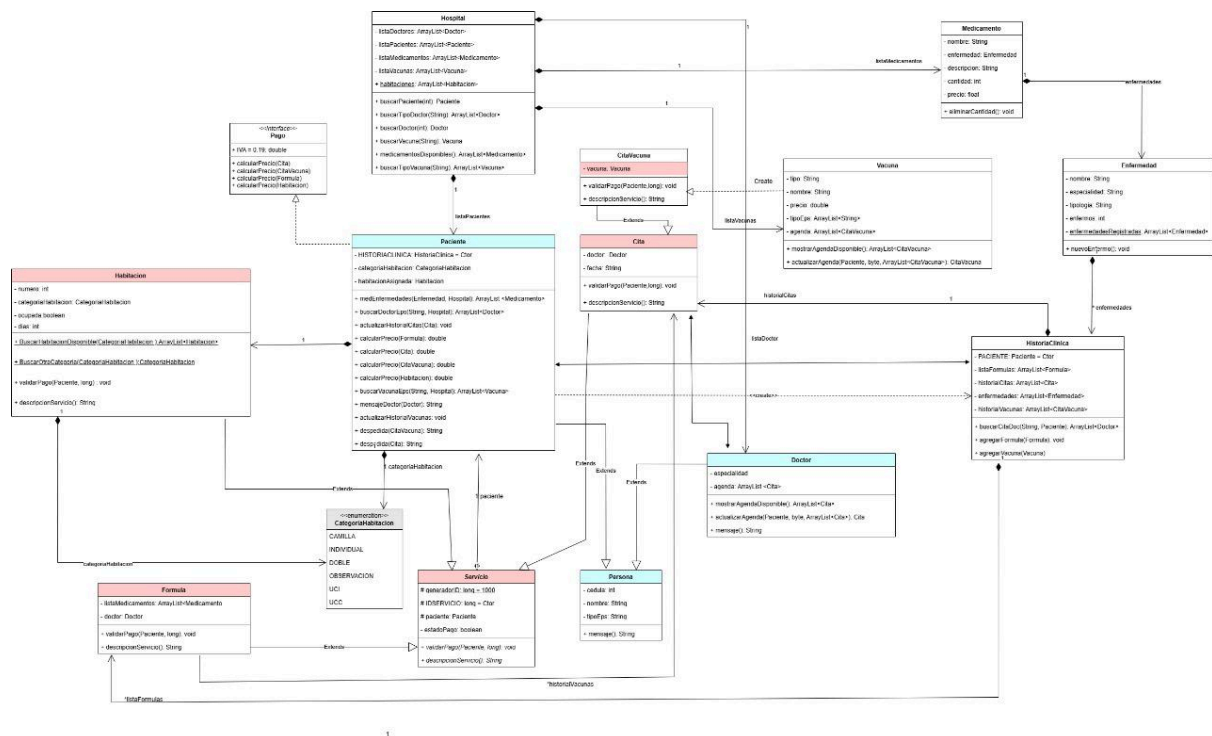 Hospital
- listaDoctores: ArrayList<Doctor>
- listaPacientes: ArrayList<Paciente>
- listaMedicamentos: ArrayList<Medicamento>
- listaVacunas: ArrayList<Vacuna>
+ habitaciones: ArrayList<Habitacion>
+ buscarPaciente(int): Paciente
+ buscarTipoDoctor(String): ArrayList<Doctor>
+ buscarDoctor(int): Doctor
+ buscarVacuna(String): Vacuna
+ medicamentosDisponibles(): ArrayList<Medicamento>
+ buscarTipoVacuna(String): ArrayList<Vacuna>
1
1
listaMedicamentos
1
1
listaPacientes
listaVacunas
Medicamento
- nombre: String
- enfermedad: Enfermedad
- descripcion: String
- cantidad: int
- precio: float
+ eliminarCantidad(): void
1
enfermedades
<<Interface>>
Pago
+ IVA = 0.19: double
+ calcularPrecio(Cita)
+ calcularPrecio(CitaVacuna)
+ calcularPrecio(Formula)
+ calcularPrecio(Habitacion)
CitaVacuna
- vacuna: Vacuna
+ validarPago(Paciente,long): void
+ descripcionServicio(): String
Extends
Create
Vacuna
- tipo: String
- nombre: String
- precio: double
- tipoEps: ArrayList<String>
- agenda: ArrayList<CitaVacuna>
+ mostrarAgendaDisponible(): ArrayList<CitaVacuna>
+ actualizarAgenda(Paciente, byte, ArrayList<CitaVacuna>): CitaVacuna
Enfermedad
- nombre: String
- especialidad: String
- tipologia: String
- enfermos: int
- enfermedadesRegistradas: ArrayList<Enfermedad>
+ nuevoEnfermo(): void
* enfermedades
Paciente
- HISTORIACLINICA: HistoriaClinica = Ctor
- categoriaHabitacion: CategoriaHabitacion
- habitacionAsignada: Habitacion
+ medEnfermedades(Enfermedad, Hospital): ArrayList <Medicamento>
+ buscarDoctorEps(String, Hospital): ArrayList<Doctor>
+ actualizarHistorialCitas(Cita): void
+ calcularPrecio(Formula): double
+ calcularPrecio(Cita): double
+ calcularPrecio(CitaVacuna): double
+ calcularPrecio(Habitacion): double
+ buscarVacunaEps(String, Hospital): ArrayList<Vacuna>
+ mensajeDoctor(Doctor): String
+ actualizarHistorialVacunas: void
+ despedida(CitaVacuna): String
+ despedida(Cita): String
1 categoriaHabitacion
1 paciente
Cita
- doctor: Doctor
- fecha: String
+ validarPago(Paciente,long): void
+ descripcionServicio(): String
historialCitas
1
listaDoctor
<<create>>
Habitacion
- numero: int
- categoriaHabitacion: CategoriaHabitacion
- ocupada:boolean
- dias: int
+ BuscarHabitacionDisponible(CategoriaHabitacion ):ArrayList<Habitacion>
+ BuscarOtraCategoria(CategoriaHabitacion ):CategoriaHabitacion
+ validarPago(Paciente, long) : void
+ descripcionServicio(): String
1
1
Extends
categoriaHabitacion
HistoriaClinica
- PACIENTE: Paciente = Ctor
- listaFormulas: ArrayList<Formula>
- historialCitas: ArrayList<Cita>
- enfermedades: ArrayList<Enfermedad>
- historialVacunas: ArrayList<CitaVacuna>
+ buscarCitaDoc(String, Paciente): ArrayList<Doctor>
+ agregarFormula(Formula): void
+ agregarVacuna(Vacuna)
1
Doctor
- especialidad
- agenda: ArrayList <Cita>
+ mostrarAgendaDisponible(): ArrayList<Cita>
+ actualizarAgenda(Paciente, byte, ArrayList<Cita>): Cita
+ mensaje(): String
Extends
Extends
Extends
<<enumeration>>
CategoriaHabitacion
CAMILLA
INDIVIDUAL
DOBLE
OBSERVACION
UCI
UCC
Servicio
# generadorID: long = 1000
# IDSERVICIO: long = Ctor
# paciente: Paciente
- estadoPago: boolean
+ validarPago(Paciente, long): void
+ descripcionServicio(): String
Persona
- cedula: int
- nombre: String
- tipoEps: String
+ mensaje(): String
Formula
- listaMedicamentos: ArrayList<Medicamento
- doctor: Doctor
+ validarPago(Paciente, long): void
+ descripcionServicio(): String
Extends
*historialVacunas
*listaFormulas
1